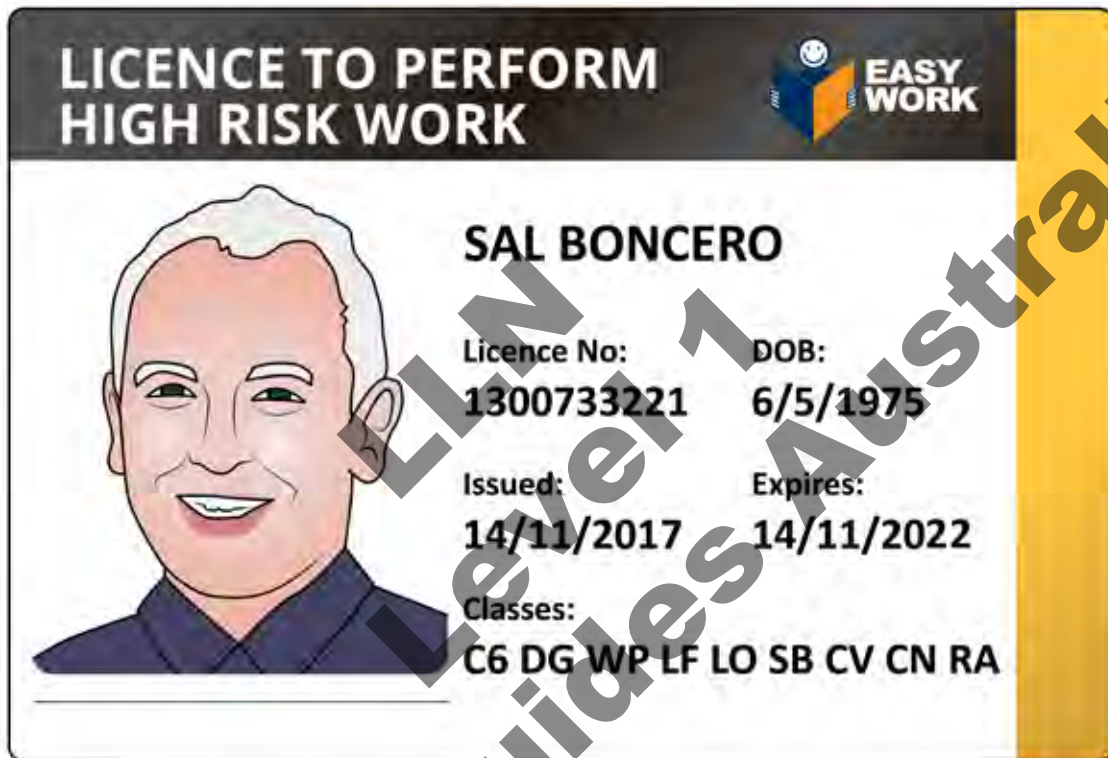 LICENCE TO PERFORM
HIGH RISK WORK
EASY
WORK
SAL BONCERO
Licence No:
DOB:
1300733221
6/5/1975
Issued:
Expires:
14/11/2017
14/11/2022
Classes:
C6 DG WP LF LO SB CV CN RA
LLN
Level 1